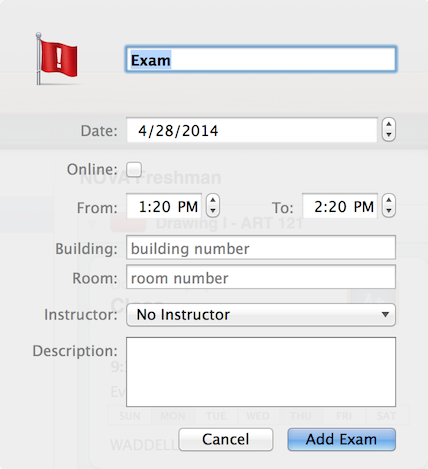 Exam
Date: 4/28/2014
Online:
NOVA Freshman
From: 1:20 PM To: 2:20 PM
Drawing I - ART 121
Building: building number
Room: room number
Class
Instructor: No Instructor
Description:
SUN MON TUE WED THU FRI SAT
WADDELL
Cancel Add Exam